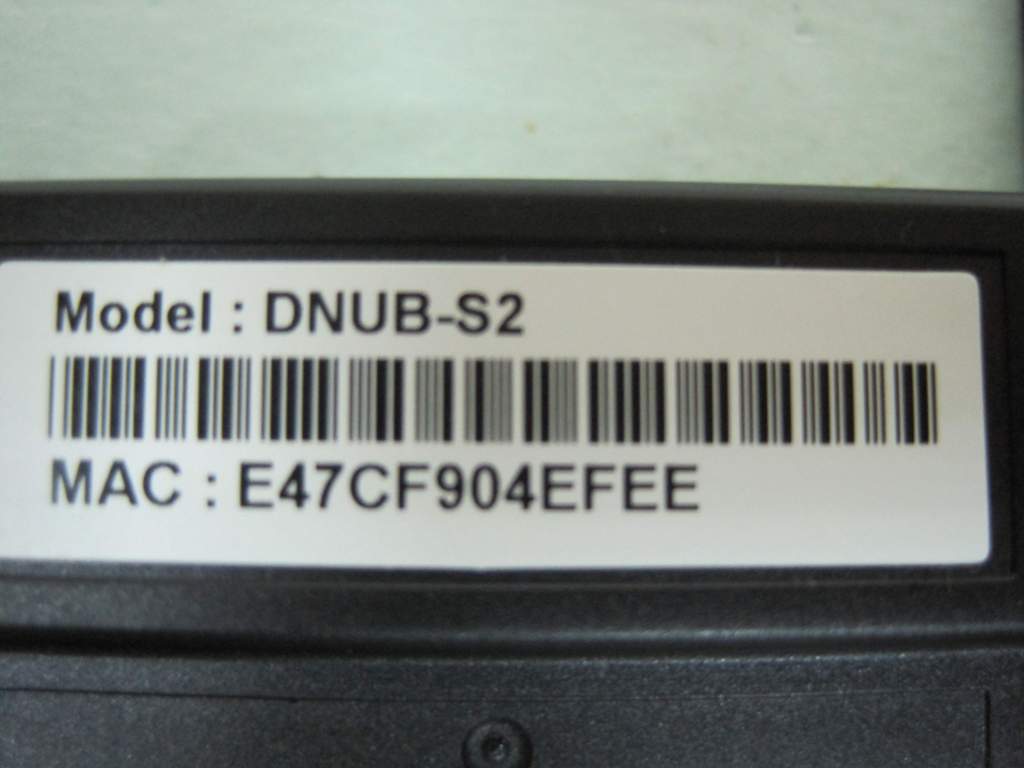 Model : DNUB-S2
MAC : E47CF904EFEE